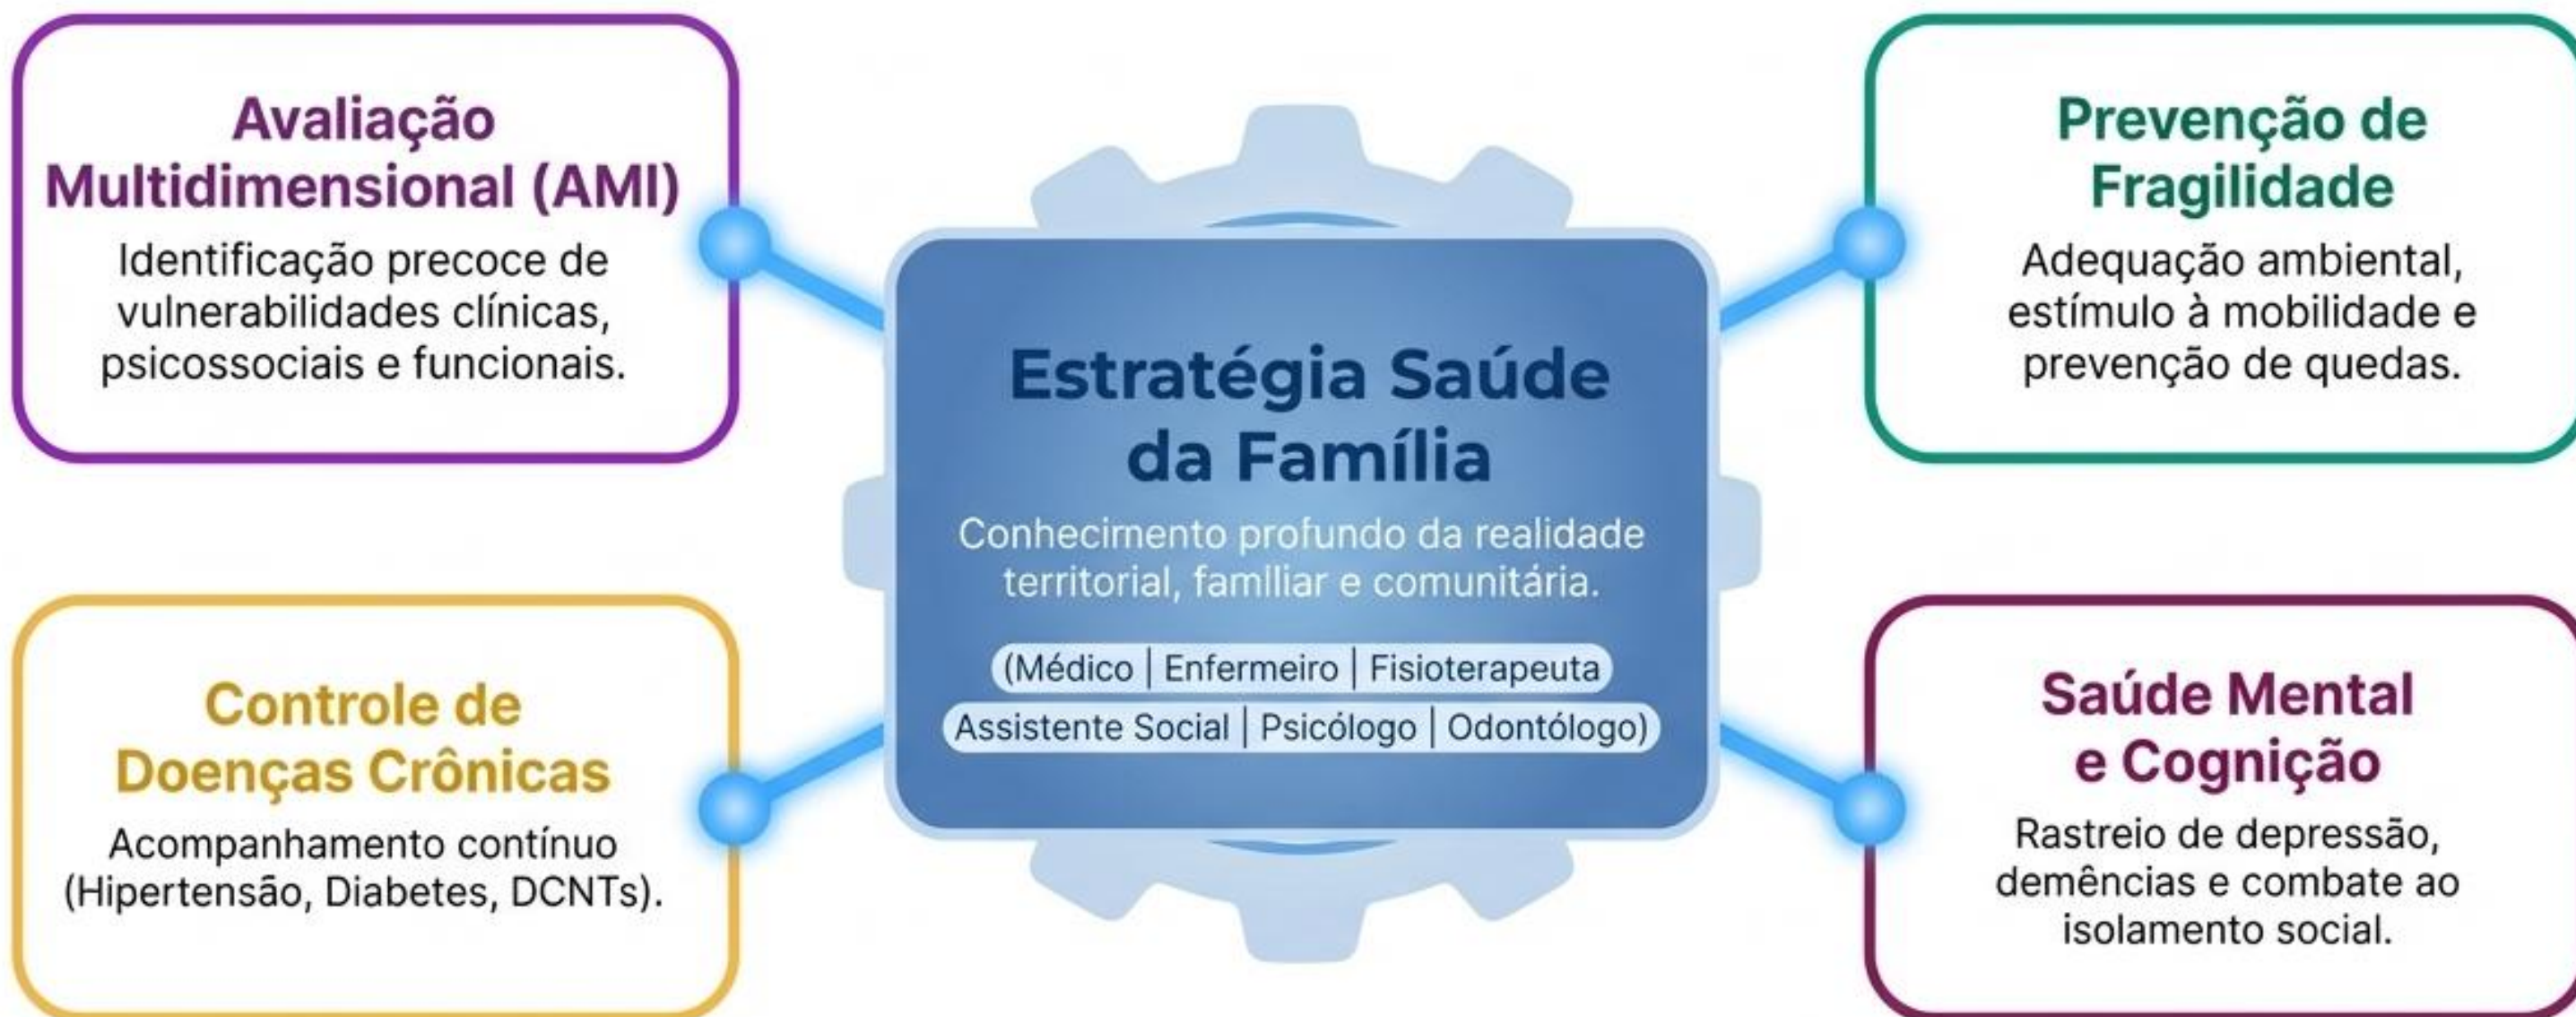 Avaliação
Multidimensional (AMI)
Identificação precoce de
vulnerabilidades clínicas,
psicossociais e funcionais.
Prevenção de
Fragilidade
Adequação ambiental,
estímulo à mobilidade e
prevenção de quedas.
Estratégia Saúde
da Família
Conhecimento profundo da realidade
territorial, familiar e comunitária.
(Médico | Enfermeiro | Fisioterapeuta
Assistente Social | Psicólogo | Odontólogo)
Controle de
Doenças Crônicas
Acompanhamento contínuo
(Hipertensão, Diabetes, DCNTs).
Saúde Mental
e Cognição
Rastreio de depressão,
demências e combate ao
isolamento social.